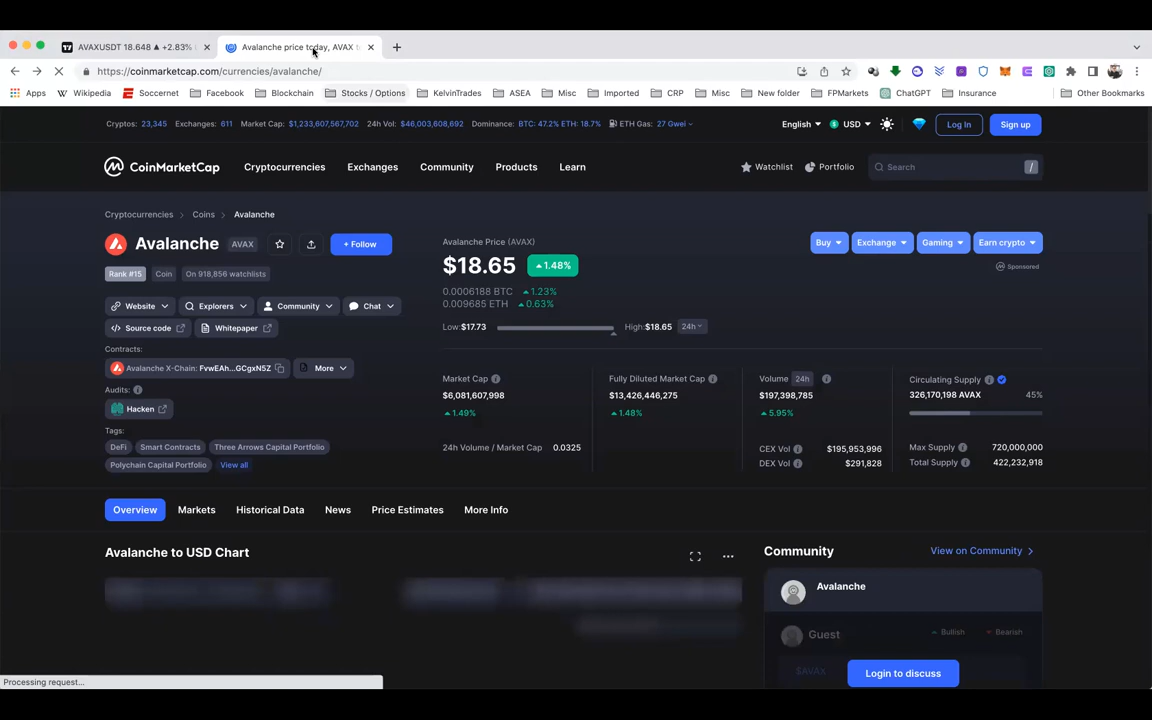 AVAXUSDT 18.648 ▲ +2.83%
Avalanche price today, AVAX to
https://coinmarketcap.com/currencies/avalanche/
Apps Wikipedia Soccernet Facebook Blockchain Stocks / Options KelvinTrades ASEA Misc Imported CRP Misc New folder FPMarkets ChatGPT Insurance Other Bookmarks
Cryptos: 23,345 Exchanges: 611 Market Cap: $1,233,607,567,702 24h Vol: $46,003,608,692 Dominance: BTC: 47.2% ETH: 18.7% ETH Gas: 27 Gwei English USD Log In Sign up
CoinMarketCap Cryptocurrencies Exchanges Community Products Learn Watchlist Portfolio Search /
Cryptocurrencies > Coins > Avalanche
Avalanche AVAX + Follow
Rank #15 Coin On 918,856 watchlists
Website Explorers Community Chat
Source code Whitepaper
Contracts:
Avalanche X-Chain: FvwEAh...GCgxN5Z More
Audits:
Hacken
Tags:
DeFi Smart Contracts Three Arrows Capital Portfolio
Polychain Capital Portfolio View all
Avalanche Price (AVAX)
$18.65 1.48%
0.0006188 BTC 1.23%
0.009685 ETH 0.63%
Low: $17.73 High: $18.65 24h
Buy Exchange Gaming Earn crypto
Sponsored
Market Cap
$6,081,607,998
1.49%
24h Volume / Market Cap 0.0325
Fully Diluted Market Cap
$13,426,446,275
1.48%
Volume 24h
$197,398,785
5.95%
CEX Vol $195,953,996
DEX Vol $291,828
Circulating Supply
326,170,198 AVAX 45%
Max Supply 720,000,000
Total Supply 422,232,918
Overview Markets Historical Data News Price Estimates More Info
Avalanche to USD Chart
Community View on Community
Avalanche
Guest Bullish Bearish
$AVAX
Login to discuss
Processing request...